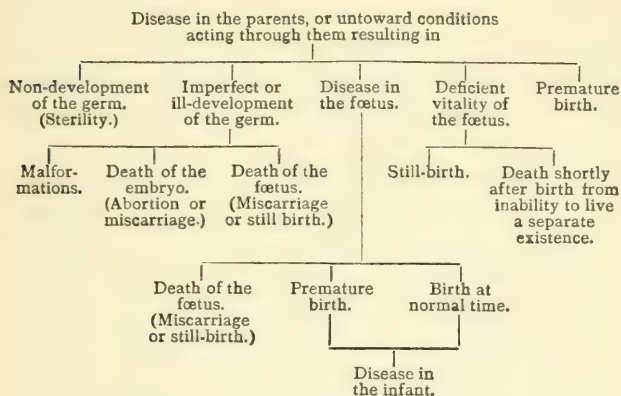 Disease in the parents, or untoward conditions
acting through them resulting in
Non-development
of the germ.
(Sterility.)
Imperfect or
ill-development
of the germ.
Disease in
the fœtus.
Deficient
vitality of
the fœtus.
Premature
birth.
Malfor-
mations.
Death of the
embryo.
(Abortion or
miscarriage.)
Death of the
fœtus.
(Miscarriage
or still birth.)
Still-birth.
Death shortly
after birth from
inability to live
a separate
existence.
Death of the
fœtus.
(Miscarriage
or still-birth.)
Premature
birth.
Birth at
normal time.
Disease in
the infant.